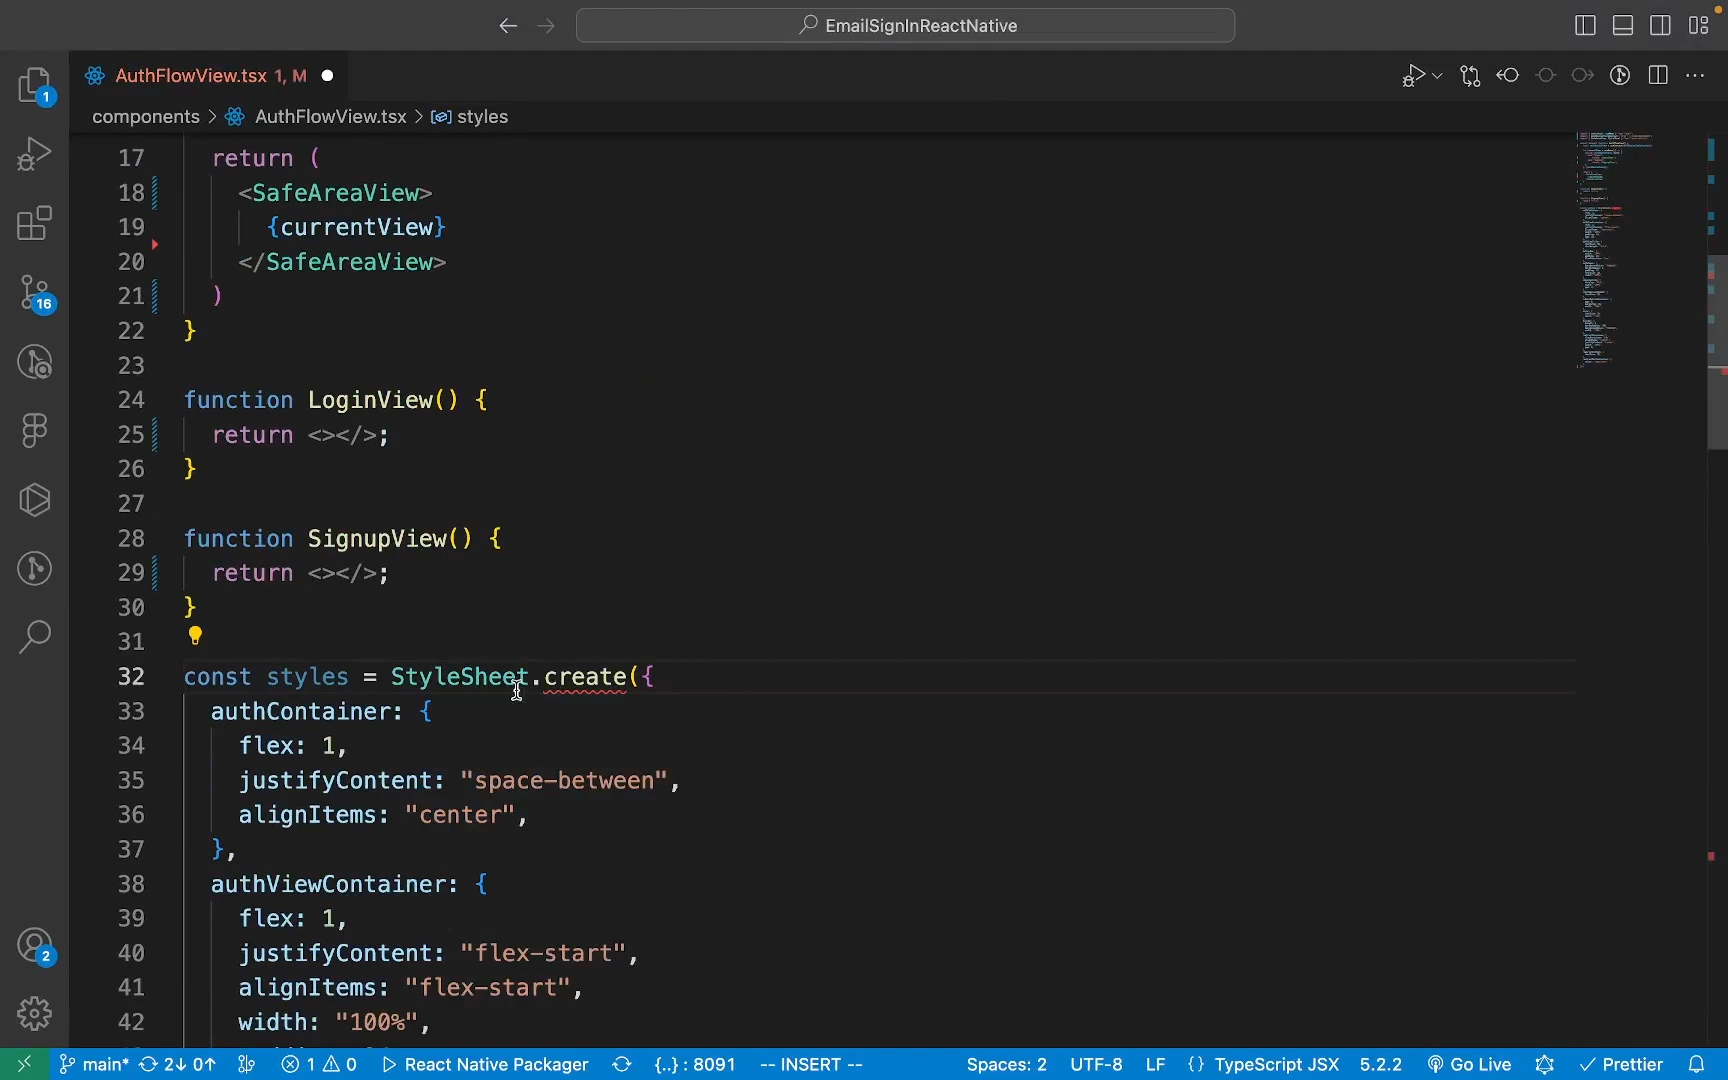 EmailSignInReactNative
AuthFlowView.tsx 1, M
components > AuthFlowView.tsx > styles
17 return (
18 <SafeAreaView>
19 {currentView}
20 </SafeAreaView>
21 )
22 }
23
24 function LoginView() {
25 return <></>;
26 }
27
28 function SignupView() {
29 return <></>;
30 }
31
32 const styles = StyleSheet.create({
33 authContainer: {
34 flex: 1,
35 justifyContent: "space-between",
36 alignItems: "center",
37 },
38 authViewContainer: {
39 flex: 1,
40 justifyContent: "flex-start",
41 alignItems: "flex-start",
42 width: "100%",
1
16
2
main* 2↓ 0↑ 1 0 React Native Packager {..} : 8091 -- INSERT -- Spaces: 2 UTF-8 LF {} TypeScript JSX 5.2.2 Go Live Prettier